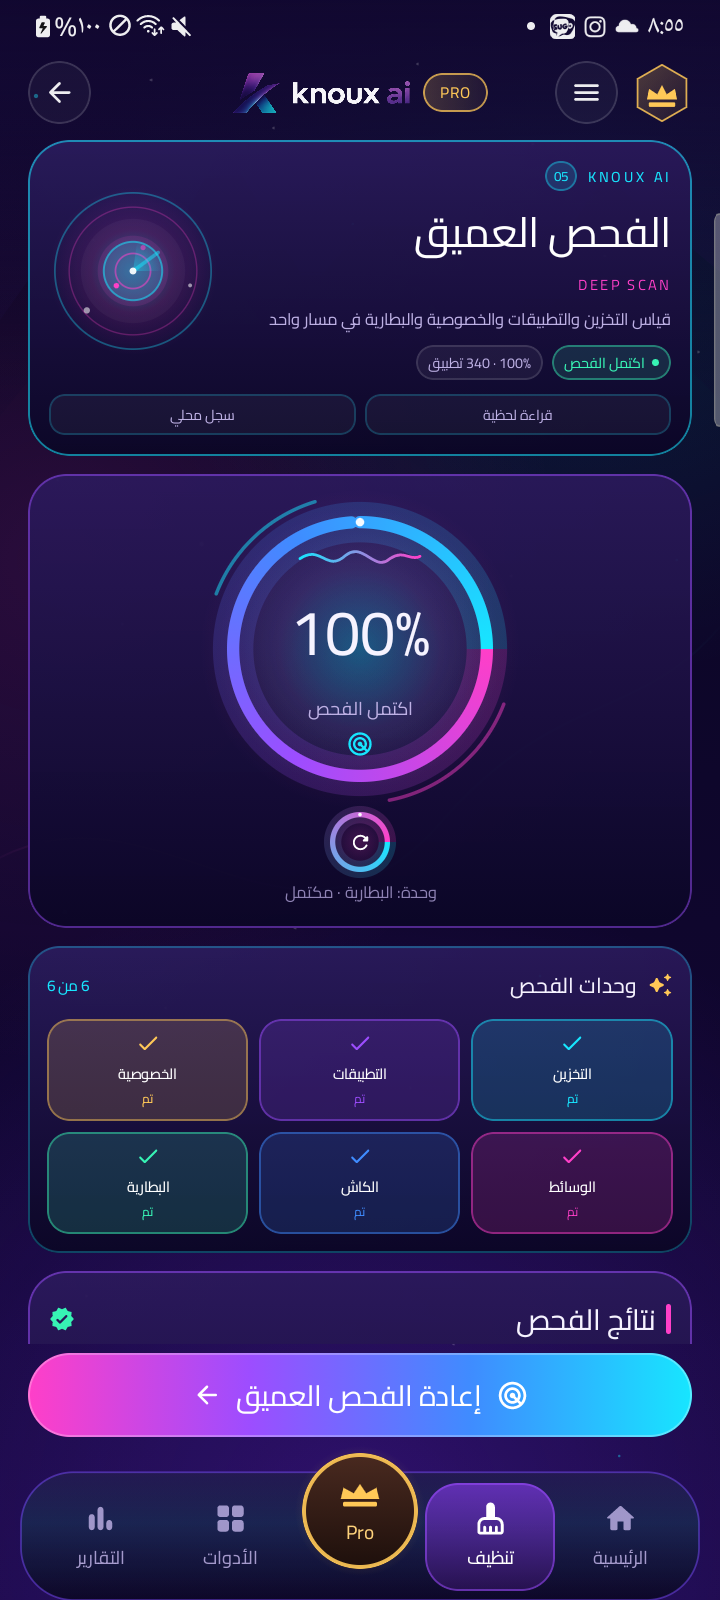 ٨:٥٥
%١٠٠
knoux ai PRO
KNOUX AI 05
الفحص العميق
DEEP SCAN
قياس التخزين والتطبيقات والخصوصية والبطارية في مسار واحد
اكتمل الفحص
100% · 340 تطبيق
قراءة لحظية
سجل محلي
100%
اكتمل الفحص
وحدة: البطارية · مكتمل
وحدات الفحص
6 من 6
التخزين
تم
التطبيقات
تم
الخصوصية
تم
الوسائط
تم
الكاش
تم
البطارية
تم
نتائج الفحص
إعادة الفحص العميق
الرئيسية
تنظيف
Pro
الأدوات
التقارير